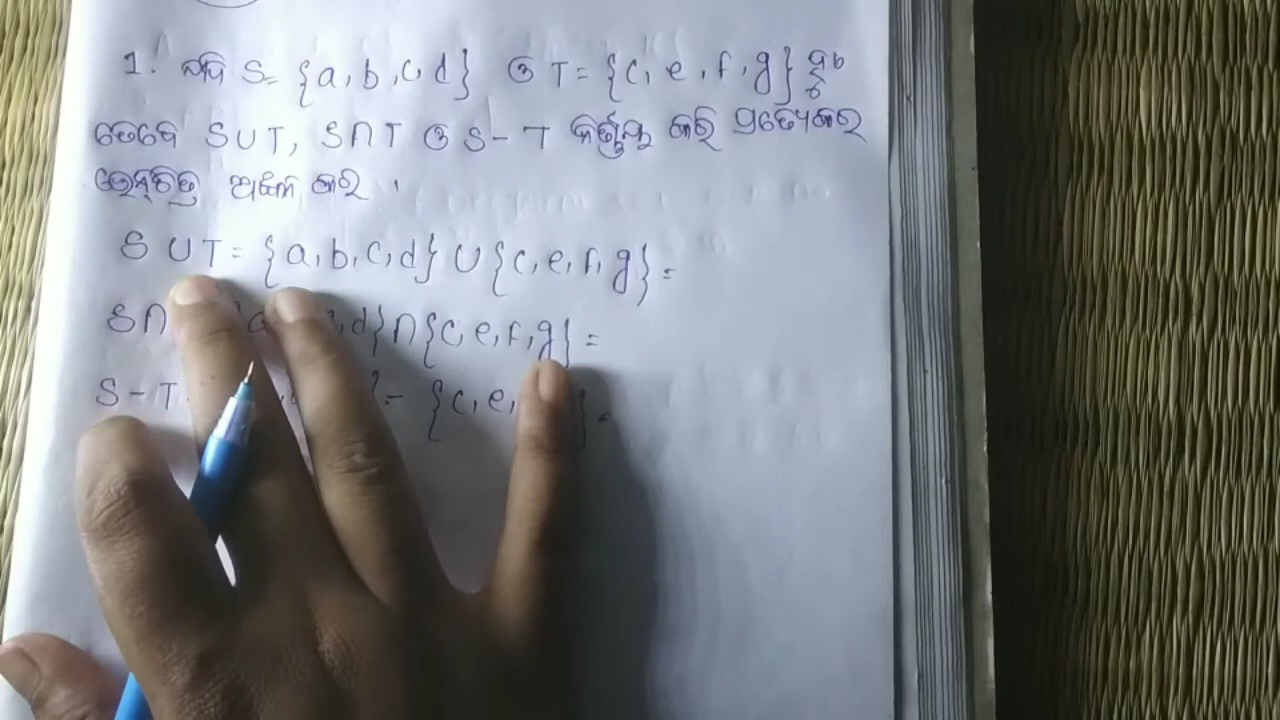 1. ଯଦି S= {a, b, c, d} ଓ T= {c, e, f, g} ହୁଏ
ତେବେ S∪T, S∩T ଓ S-T ନିର୍ଣ୍ଣୟ କରି ପ୍ରତ୍ୟେକର
ଭେନ୍‌ଚିତ୍ର ଅଙ୍କନ କର ।
S∪T= {a, b, c, d} ∪ {c, e, f, g} =
S∩ d} ∩ {c, e, f, g} =
S-T - {c, e, } =